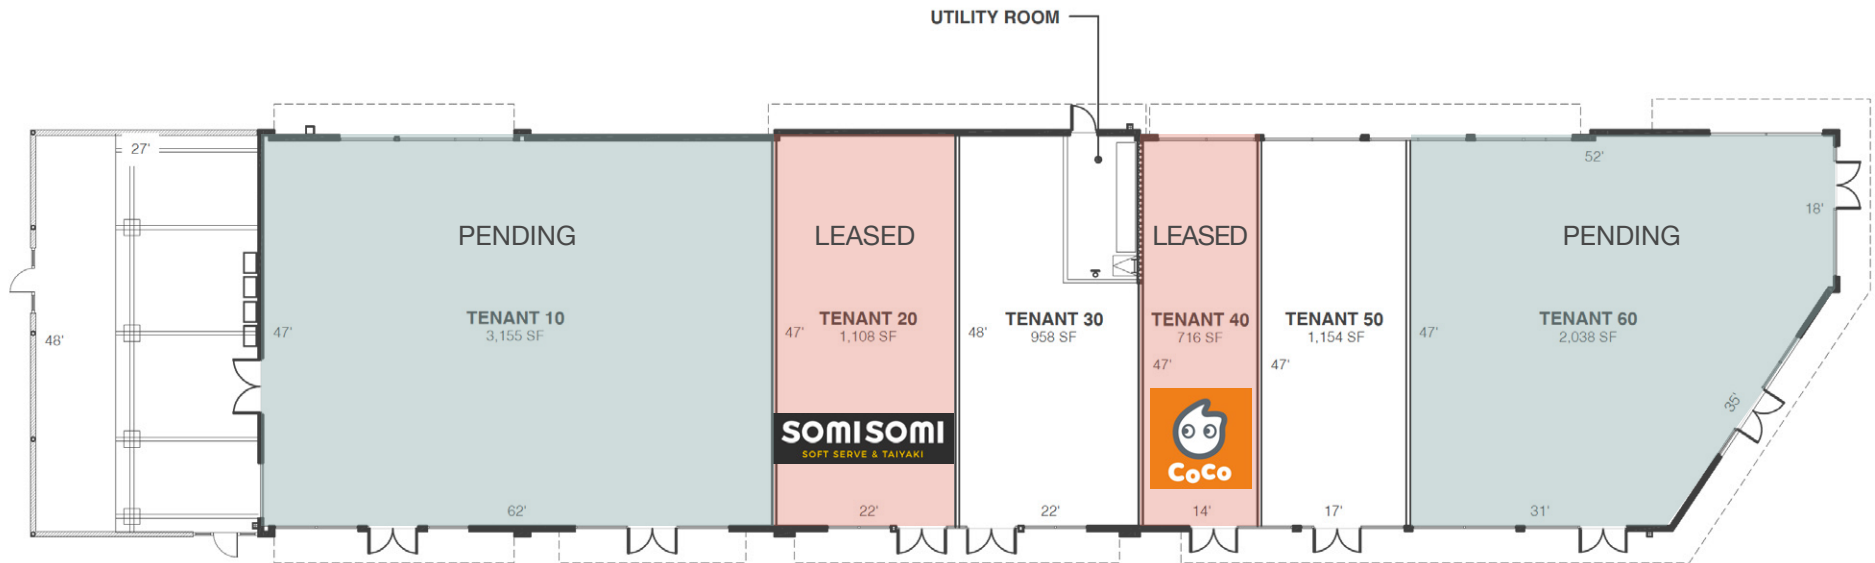 UTILITY ROOM
27'
48'
PENDING
TENANT 10
3,155 SF
47'
62'
LEASED
TENANT 20
1,108 SF
47'
SOMISOMI
SOFT SERVE & TAIYAKI
22'
TENANT 30
958 SF
48'
22'
LEASED
TENANT 40
716 SF
47'
CoCo
14'
TENANT 50
1,154 SF
47'
17'
52'
18'
PENDING
TENANT 60
2,038 SF
47'
35'
31'